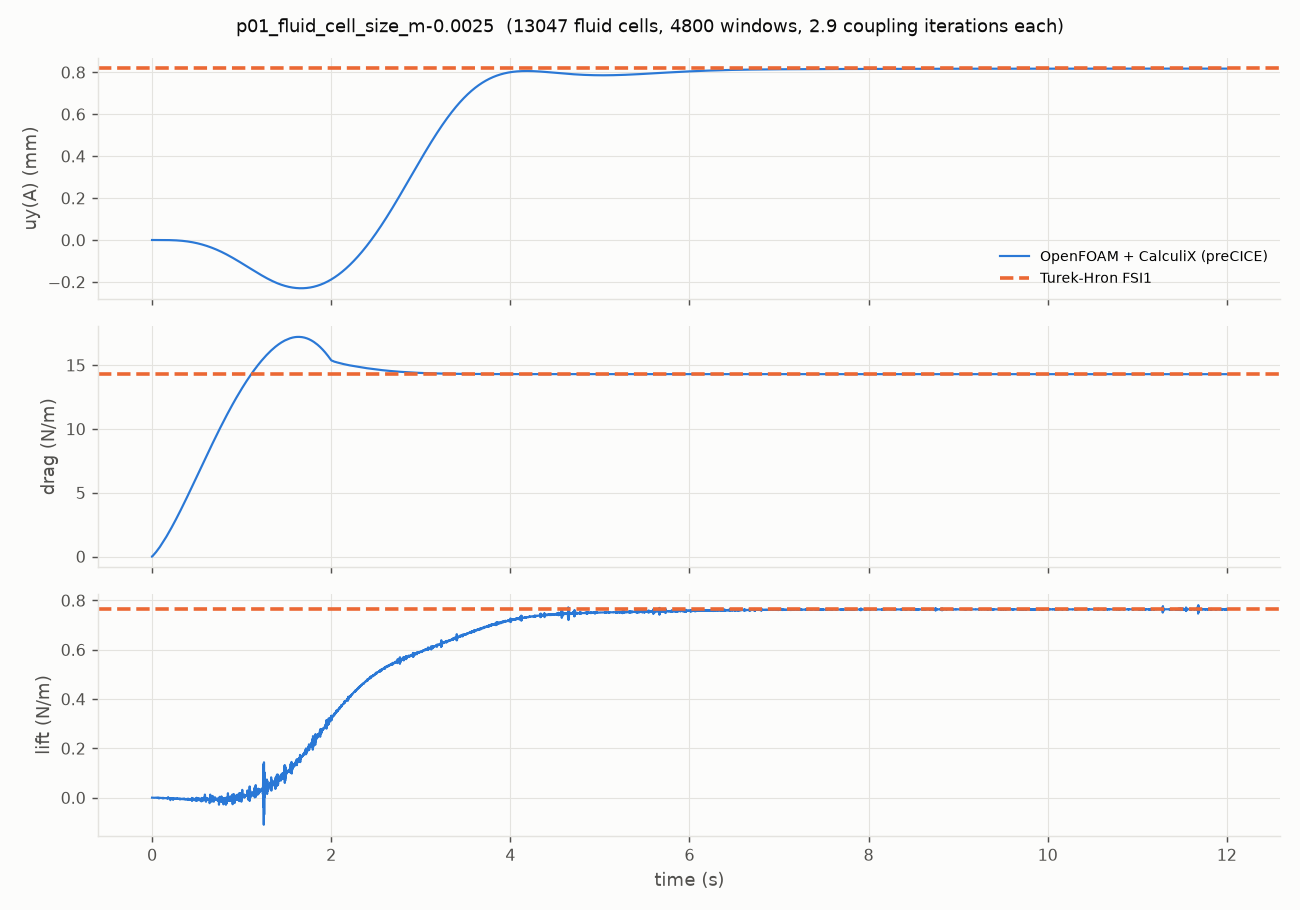 p01_fluid_cell_size_m-0.0025  (13047 fluid cells, 4800 windows, 2.9 coupling iterations each)
uy(A) (mm)
0.8
0.6
0.4
0.2
0.0
−0.2
OpenFOAM + CalculiX (preCICE)
Turek-Hron FSI1
drag (N/m)
15
10
5
0
lift (N/m)
0.8
0.6
0.4
0.2
0.0
0 2 4 6 8 10 12
time (s)